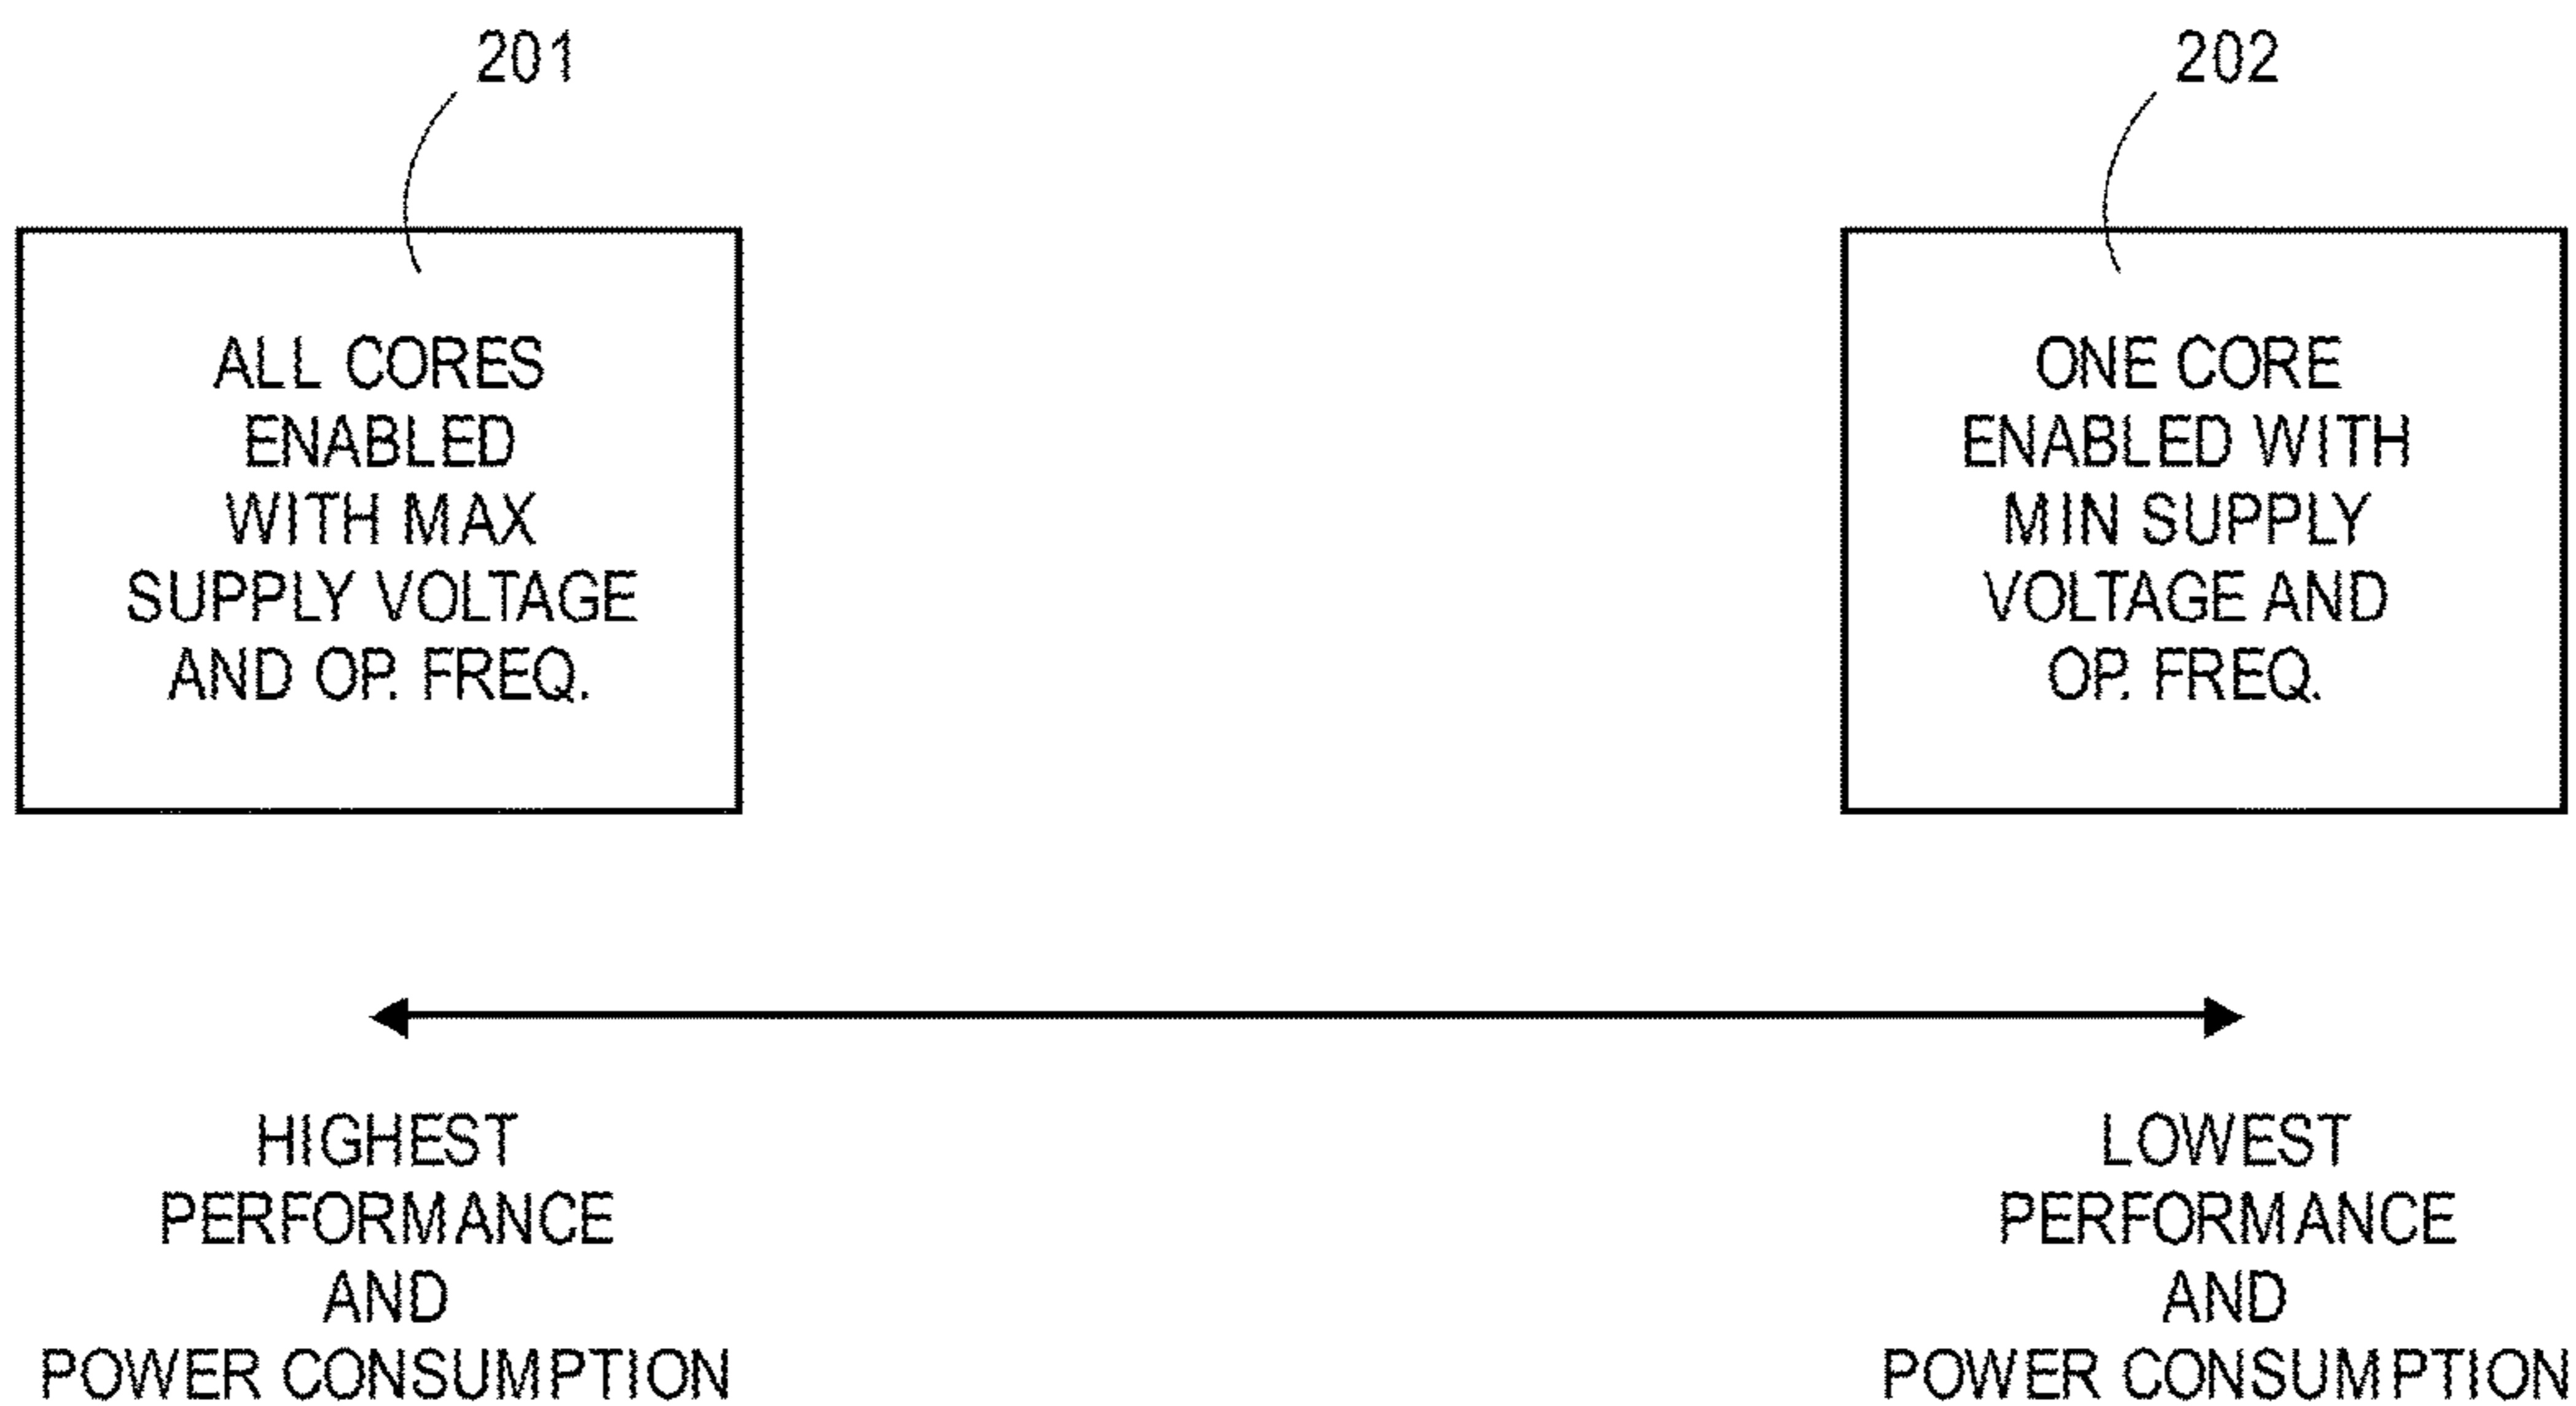 201
ALL CORES
ENABLED
WITH MAX
SUPPLY VOLTAGE
AND OP. FREQ.
202
ONE CORE
ENABLED WITH
MIN SUPPLY
VOLTAGE AND
OP. FREQ.
HIGHEST
PERFORMANCE
AND
POWER CONSUMPTION
LOWEST
PERFORMANCE
AND
POWER CONSUMPTION